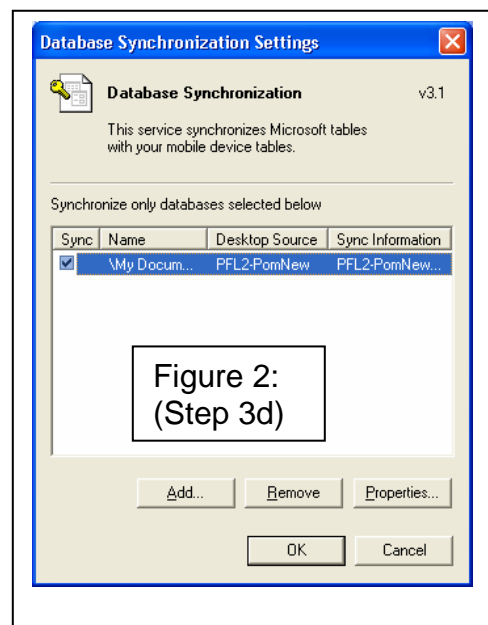 Database Synchronization Settings
Database Synchronization v3.1
This service synchronizes Microsoft tables
with your mobile device tables.
Synchronize only databases selected below
Sync Name Desktop Source Sync Information
\My Docum... PFL2-PomNew PFL2-PomNew...
Figure 2:
(Step 3d)
Add... Remove Properties...
OK Cancel